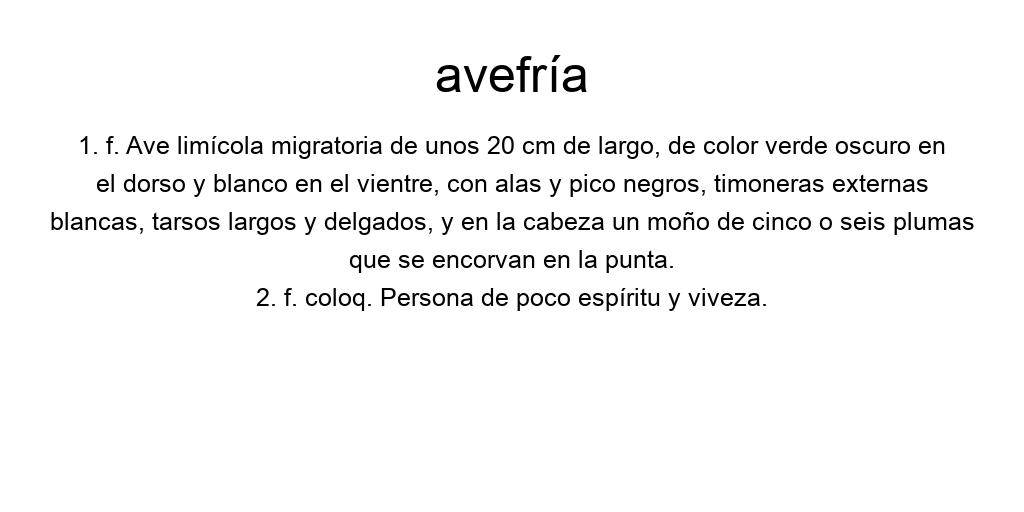 avefría
1. f. Ave limícola migratoria de unos 20 cm de largo, de color verde oscuro en
el dorso y blanco en el vientre, con alas y pico negros, timoneras externas
blancas, tarsos largos y delgados, y en la cabeza un moño de cinco o seis plumas
que se encorvan en la punta.
2. f. coloq. Persona de poco espíritu y viveza.